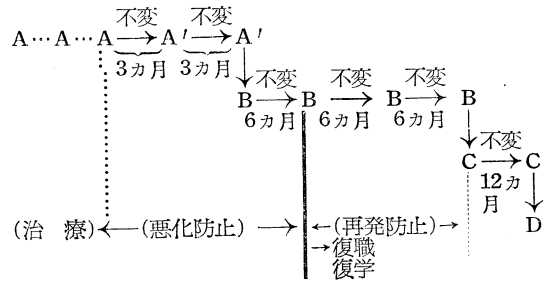 不変 不変
A…A…A→A′→A′
3カ月 3カ月
不変 不変 不変
B→B→B→B
6カ月 6カ月 6カ月
不変
C→C
12カ
月
D
(治 療)←(悪化防止)→ ←(再発防止)→
→復職
復学